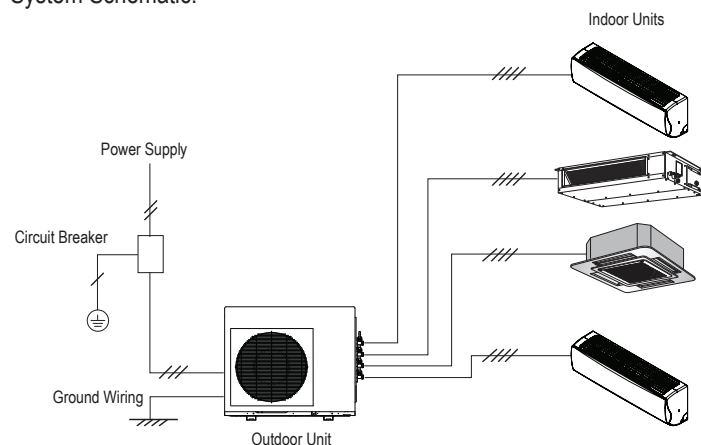 System Schematic:
Indoor Units
Power Supply
Circuit Breaker
Ground Wiring
Outdoor Unit